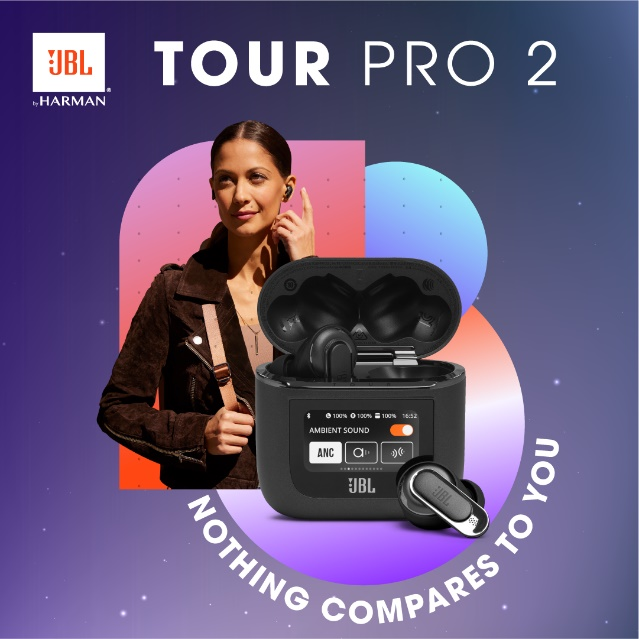 JBL
by HARMAN
TOUR PRO 2
100% 100% 100% 16:52
AMBIENT SOUND
ANC
JBL
JBL
NOTHING COMPARES TO YOU